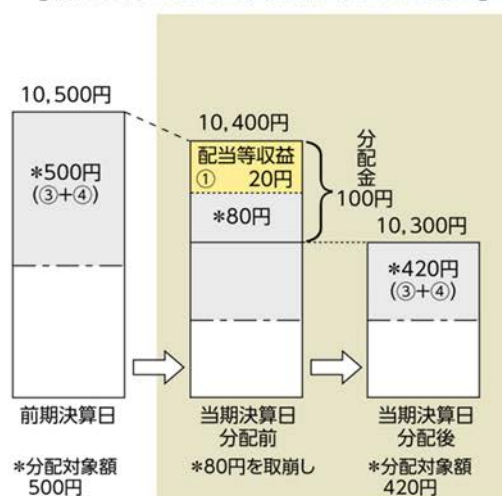 10,500円
*500円
(③+④)
前期決算日
*分配対象額
500円
10,400円
配当等収益
① 20円
*80円
分配金
100円
当期決算日
分配前
*80円を取崩し
10,300円
*420円
(③+④)
当期決算日
分配後
*分配対象額
420円